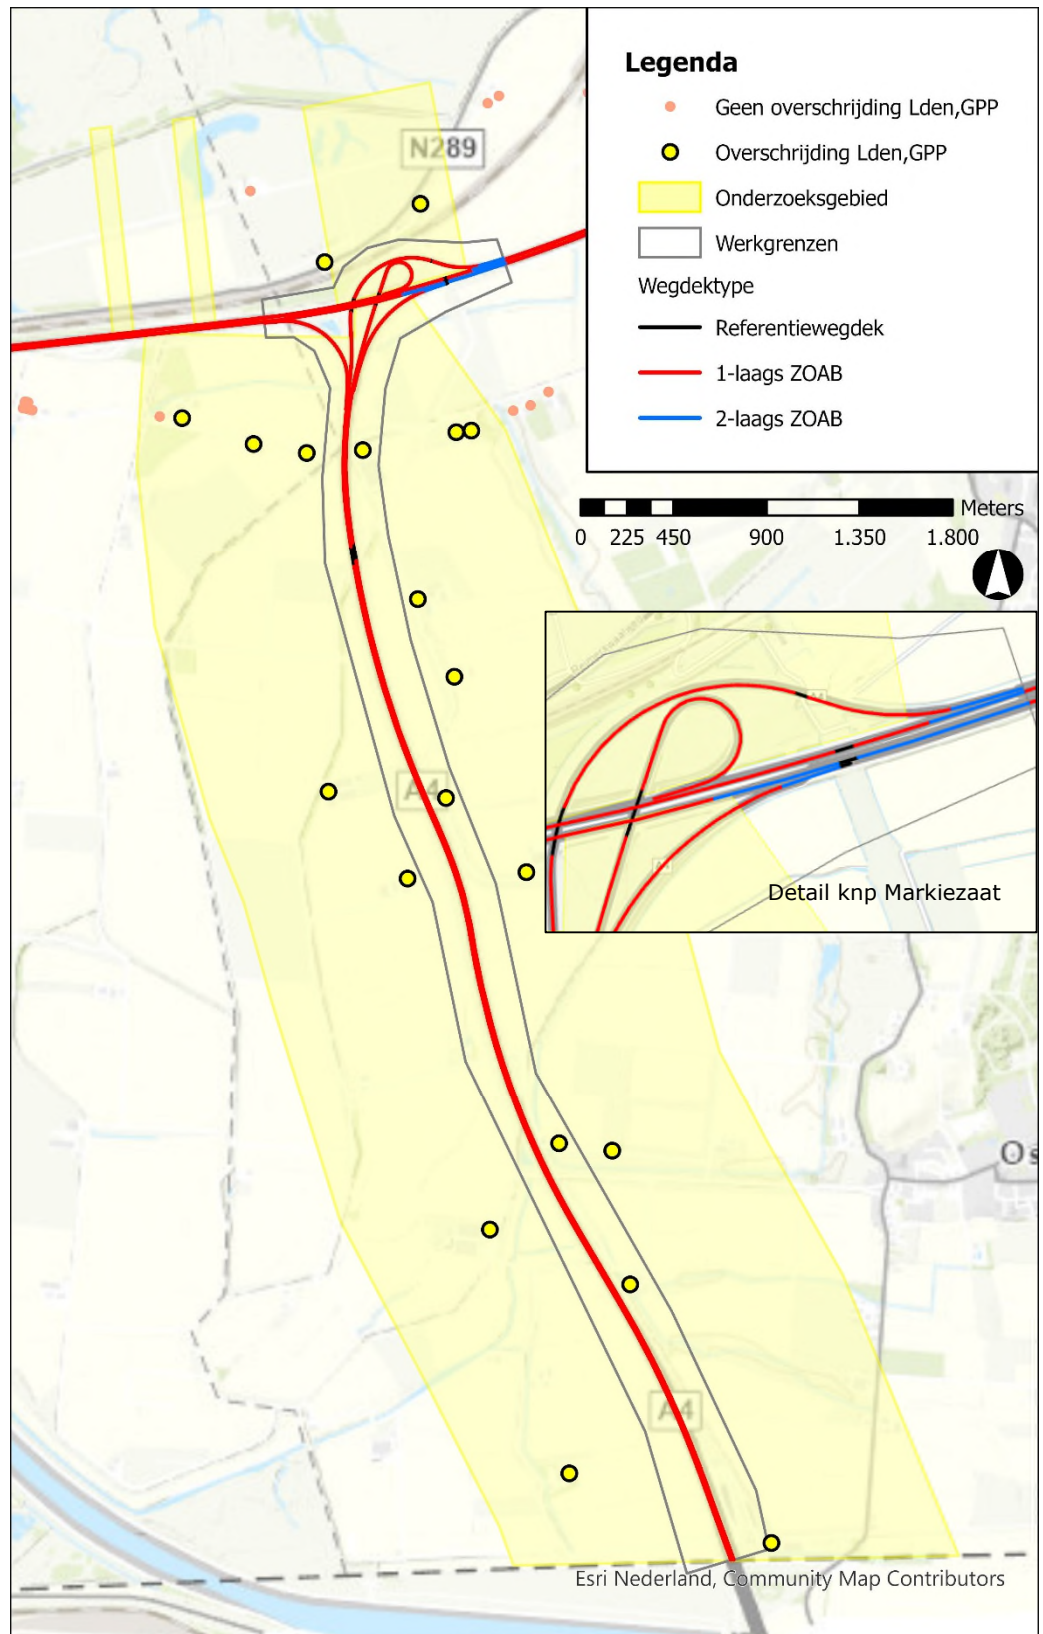 N289
Legenda
Geen overschrijding Lden,GPP
Overschrijding Lden,GPP
Onderzoeksgebied
Werkgrenzen
Wegdektype
Referentiewegdek
1-laags ZOAB
2-laags ZOAB
Meters
0 225 450 900 1.350 1.800
A4
Detail knp Markiezaat
Os
A4
Esri Nederland, Community Map Contributors